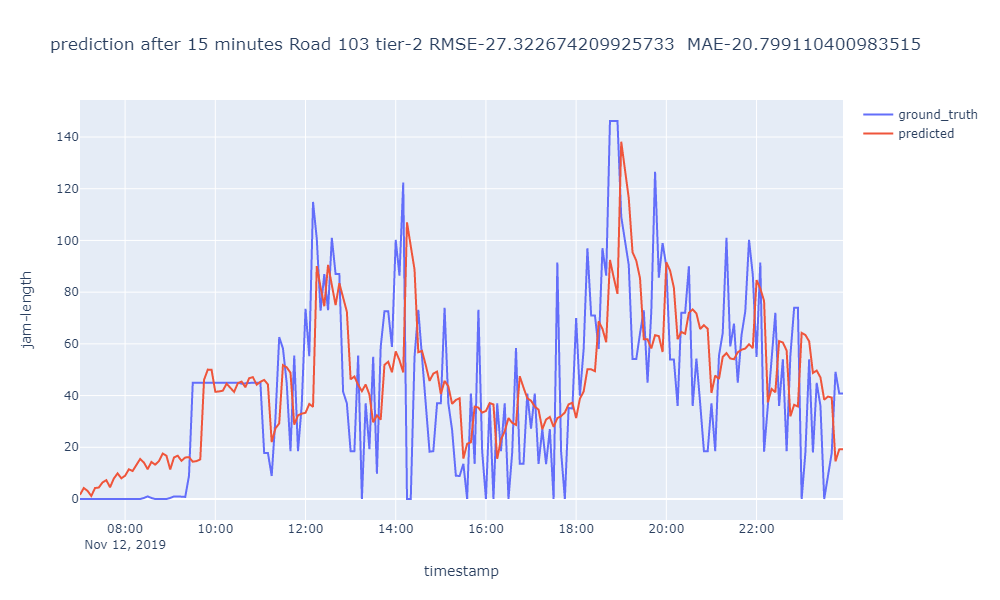 prediction after 15 minutes Road 103 tier-2 RMSE-27.322674209925733  MAE-20.799110400983515
ground_truth
predicted
jam-length
140
120
100
80
60
40
20
0
08:00 10:00 12:00 14:00 16:00 18:00 20:00 22:00
Nov 12, 2019
timestamp